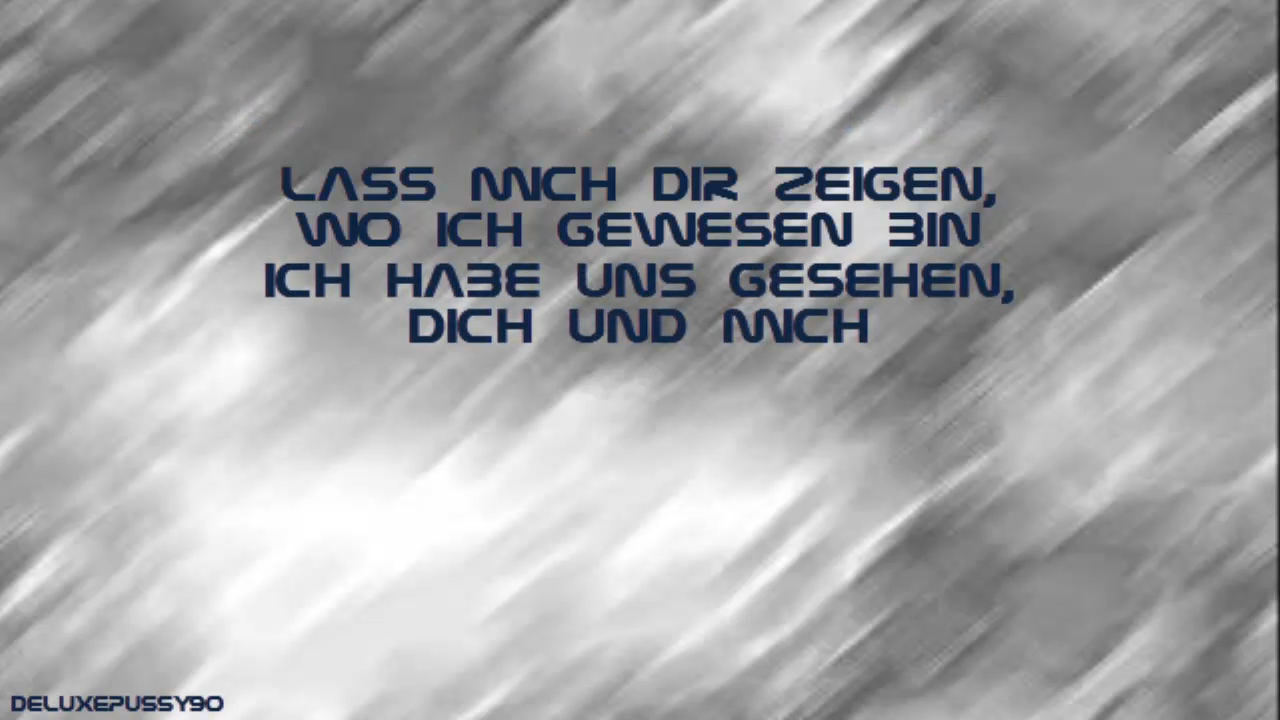 LASS MICH DIR ZEIGEN,
WO ICH GEWESEN BIN
ICH HABE UNS GESEHEN,
DICH UND MICH
DELUXEPUSSY90